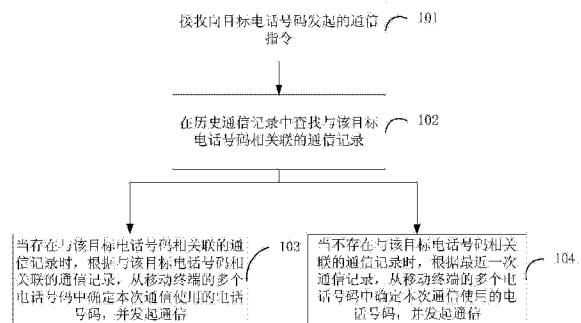 接收向目标电话号码发起的通信
指令
101
在历史通信记录中查找与该目标
电话号码相关联的通信记录
102
当存在与该目标电话号码相关联的通
信记录时，根据与该目标电话号码相
关联的通信记录，从移动终端的多个
电话号码中确定本次通信使用的电话
号码，并发起通信
103
当不存在与该目标电话号码相关
联的通信记录时，根据最近一次
通信记录，从移动终端的多个电
话号码中确定本次通信使用的电
话号码，并发起通信
104